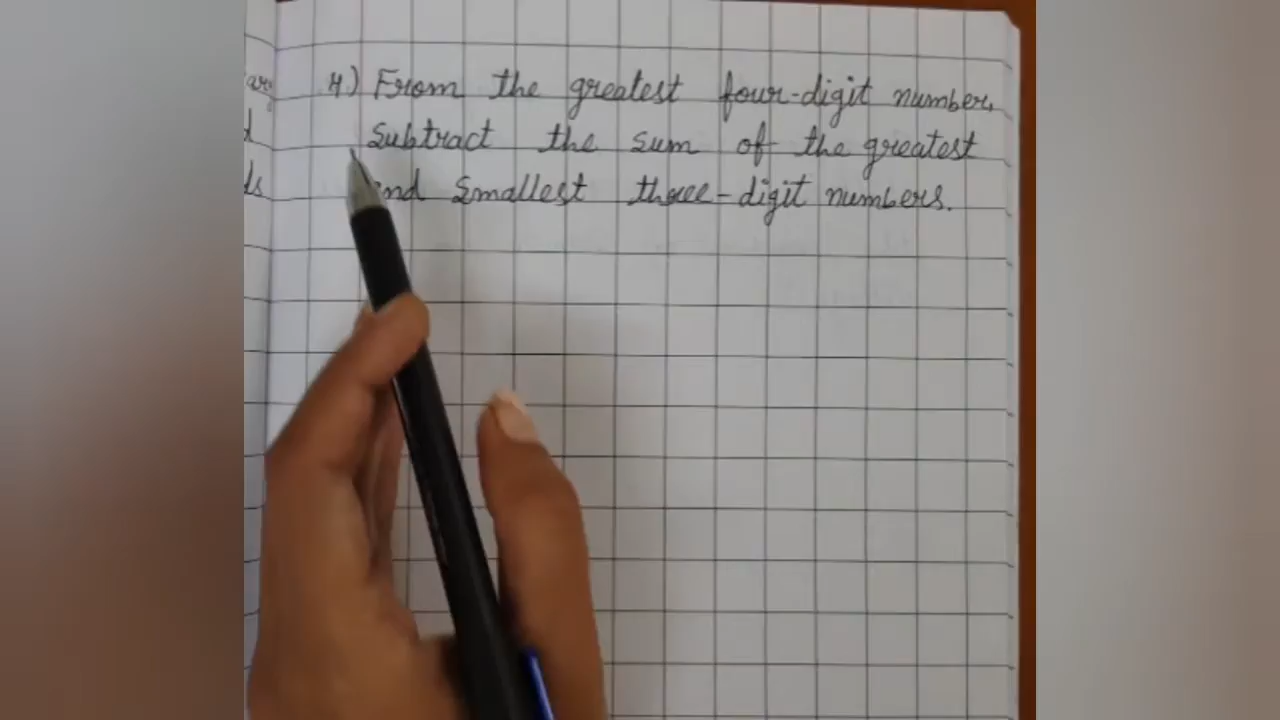 4) From the greatest four-digit number,
subtract the sum of the greatest
and smallest three-digit numbers.